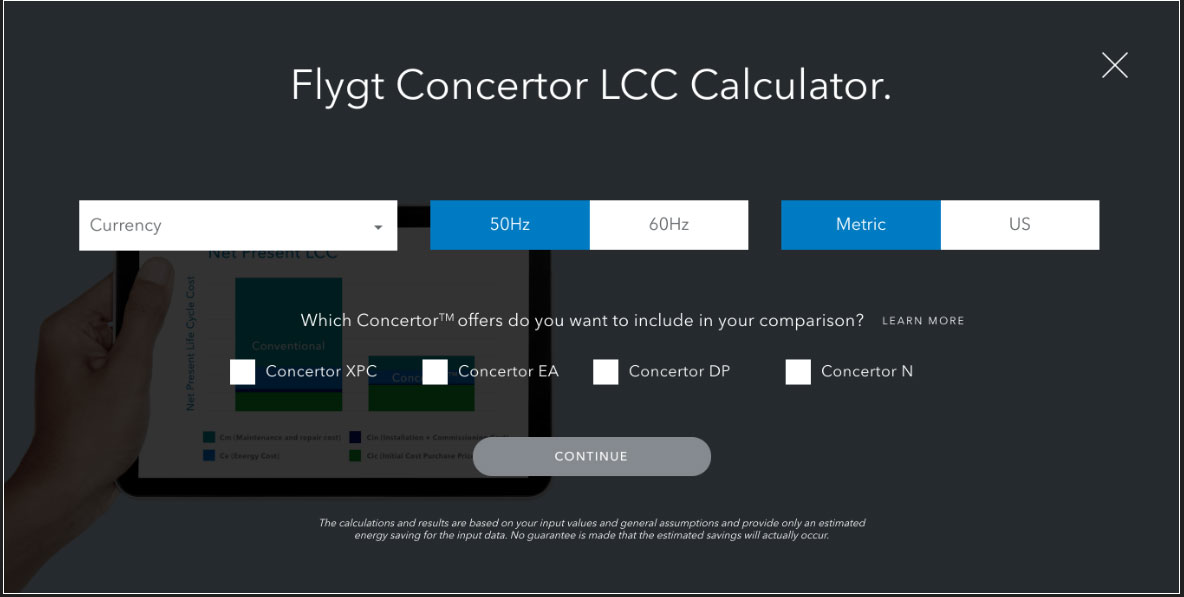 Flygt Concertor LCC Calculator.
Currency
50Hz
60Hz
Metric
US
Net Present LCC
Net Present Life Cycle Cost
Which Concertor™ offers do you want to include in your comparison? LEARN MORE
Conventional
Concertor XPC
Concertor EA
Concertor DP
Concertor N
Cm (Maintenance and repair cost)
Cin (Installation + Commissioning
Ce (Energy Cost)
Cic (Initial Cost Purchase
CONTINUE
The calculations and results are based on your input values and general assumptions and provide only an estimated
energy saving for the input data. No guarantee is made that the estimated savings will actually occur.